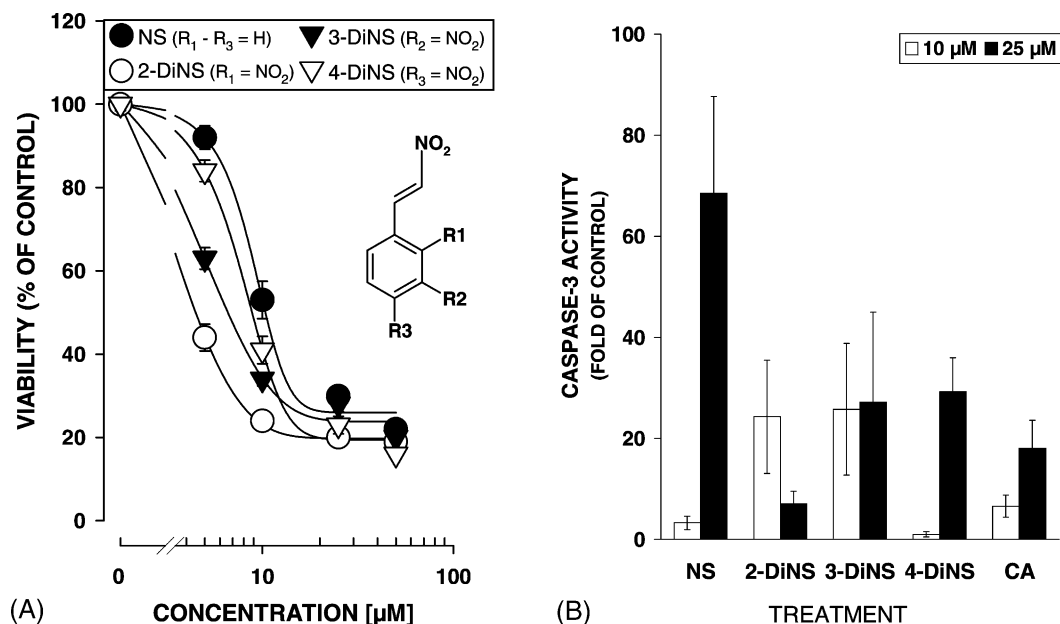 120
100
80
60
40
20
0
VIABILITY (% OF CONTROL)
NS (R1 - R3 = H)
3-DiNS (R2 = NO2)
2-DiNS (R1 = NO2)
4-DiNS (R3 = NO2)
NO2
R1
R2
R3
0 10 100
CONCENTRATION [µM]
(A)
100
80
60
40
20
0
CASPASE-3 ACTIVITY
(FOLD OF CONTROL)
10 µM 25 µM
NS 2-DiNS 3-DiNS 4-DiNS CA
TREATMENT
(B)